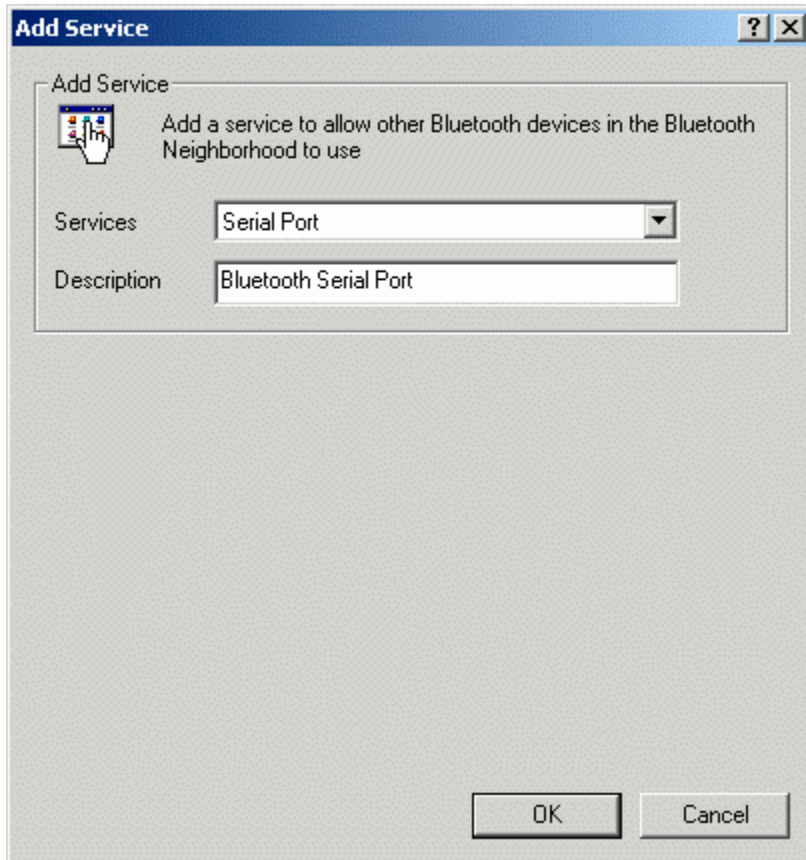 Add Service
Add Service
Add a service to allow other Bluetooth devices in the Bluetooth
Neighborhood to use
Services Serial Port
Description Bluetooth Serial Port
OK Cancel